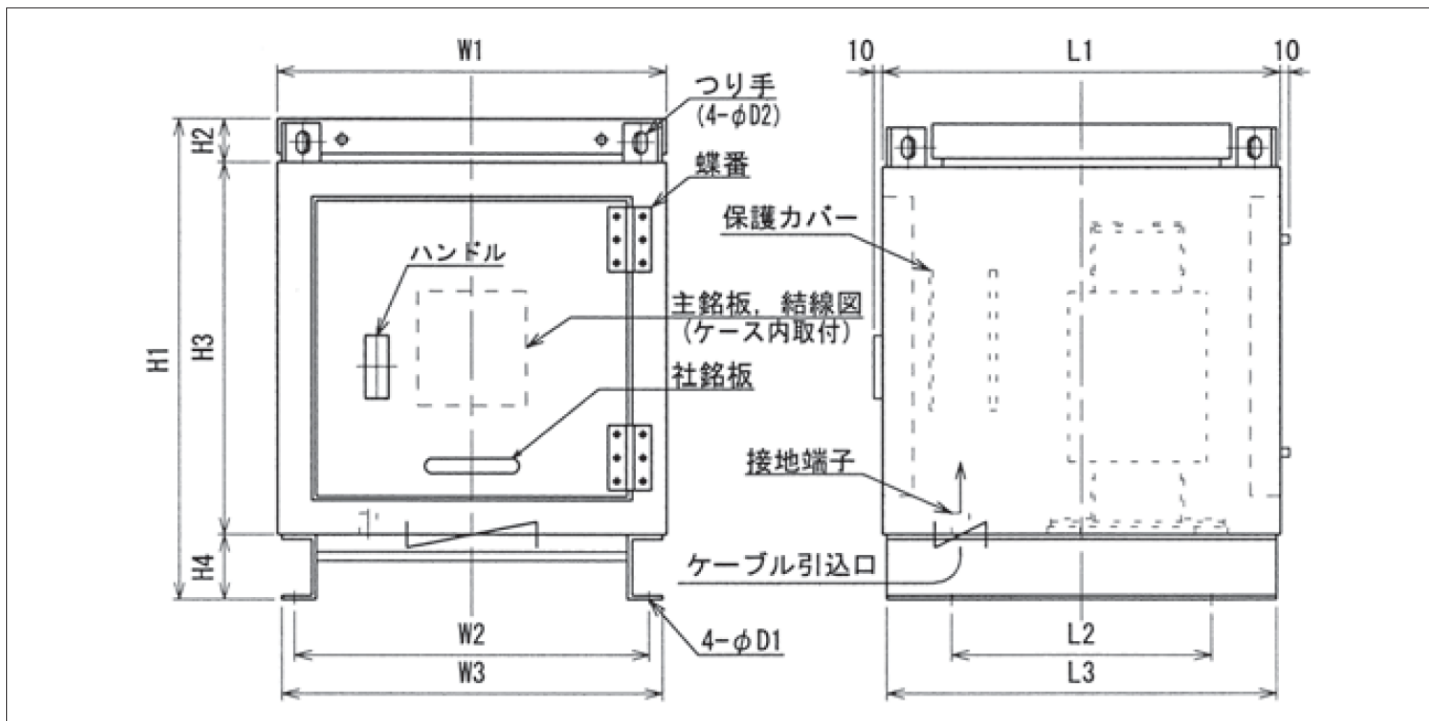 W1
10
L1
10
つり手
(4-φD2)
H2
蝶番
保護カバー
ハンドル
主銘板, 結線図
(ケース内取付)
H1
H3
社銘板
接地端子
H4
ケーブル引込口
W2
4-φD1
L2
W3
L3